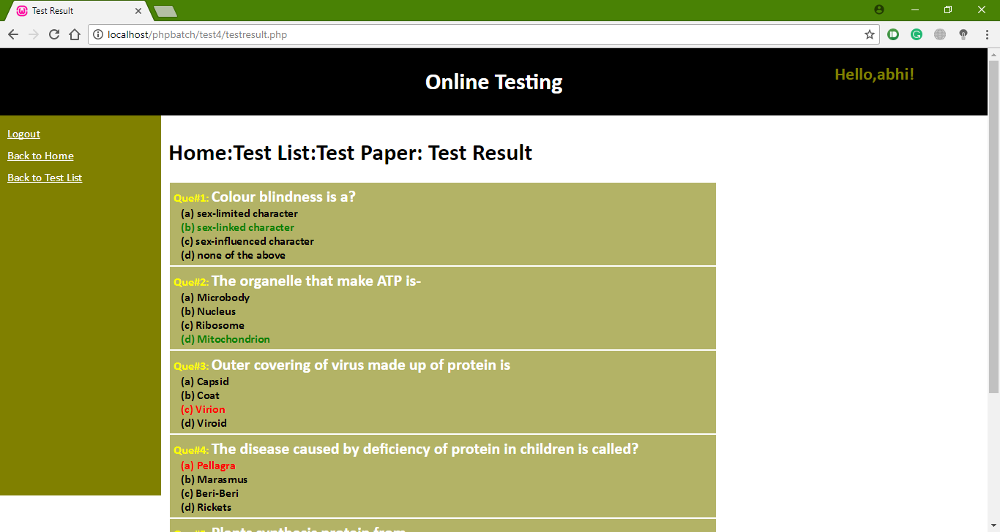 Test Result
localhost/phpbatch/test4/testresult.php
Online Testing
Hello,abhi!
Logout
Back to Home
Back to Test List
Home:Test List:Test Paper: Test Result
Que#1: Colour blindness is a?
(a) sex-limited character
(b) sex-linked character
(c) sex-influenced character
(d) none of the above
Que#2: The organelle that make ATP is-
(a) Microbody
(b) Nucleus
(c) Ribosome
(d) Mitochondrion
Que#3: Outer covering of virus made up of protein is
(a) Capsid
(b) Coat
(c) Virion
(d) Viroid
Que#4: The disease caused by deficiency of protein in children is called?
(a) Pellagra
(b) Marasmus
(c) Beri-Beri
(d) Rickets
Plants synthesis protein from